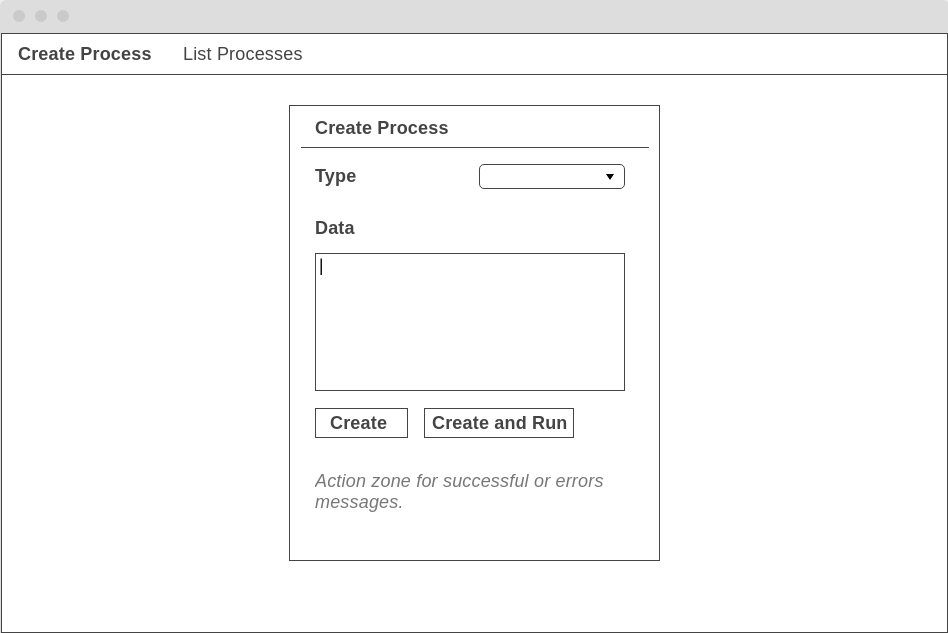 Create Process
List Processes
Create Process
Type
Data
Create
Create and Run
Action zone for successful or errors
messages.